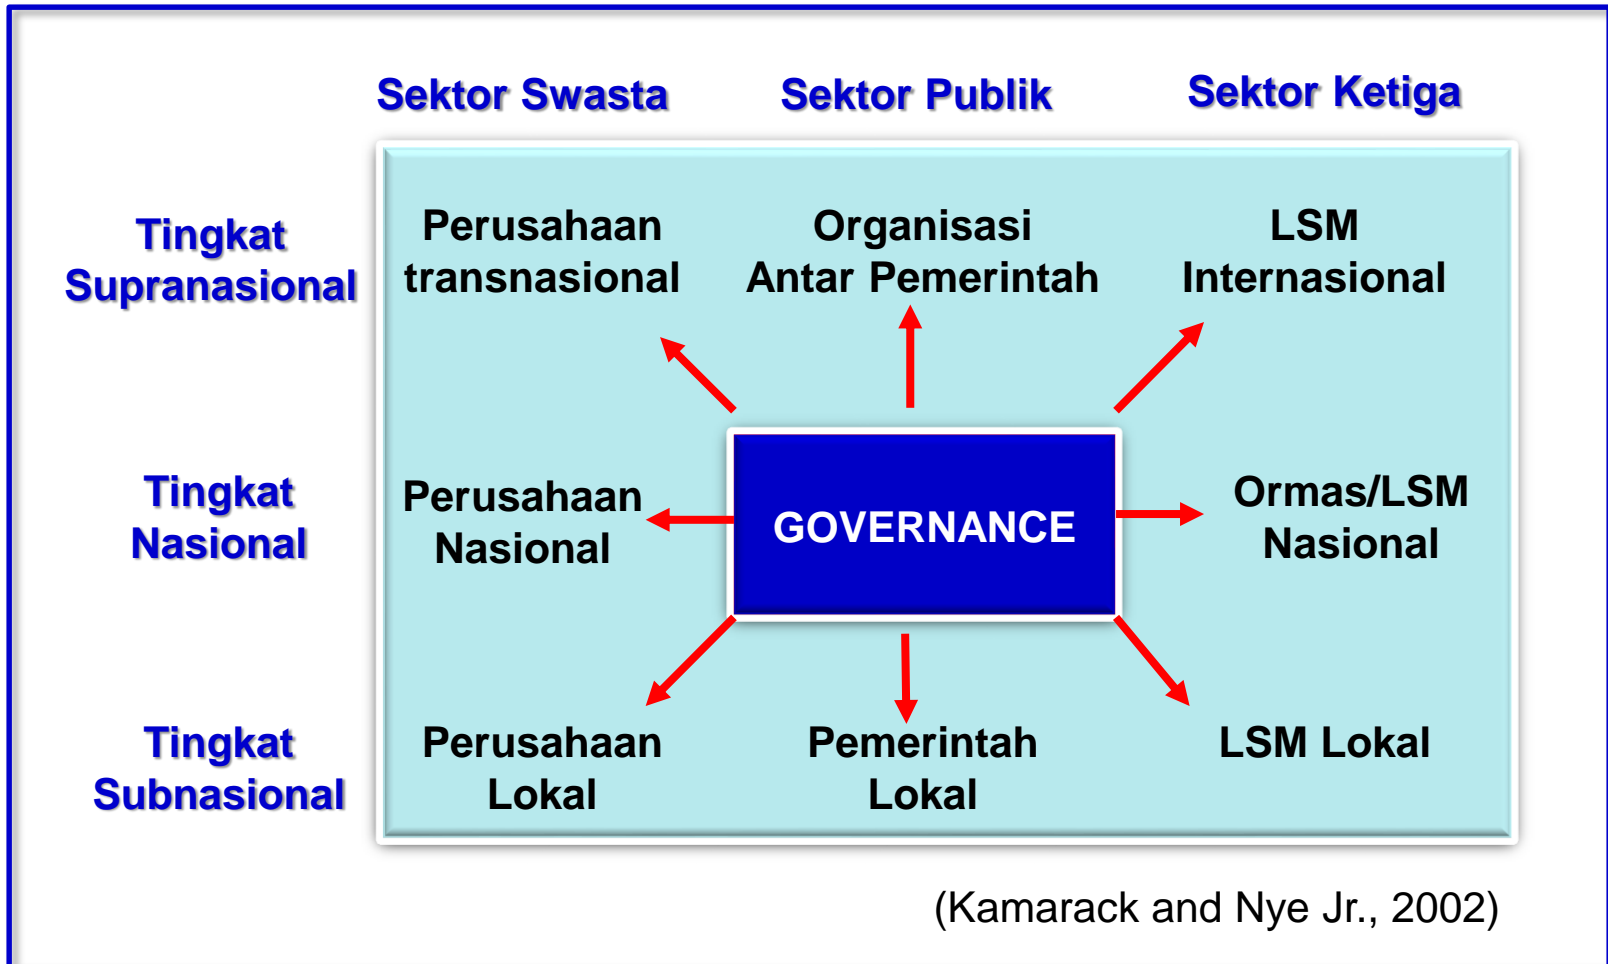 Sektor Swasta Sektor Publik Sektor Ketiga
Tingkat
Supranasional
Perusahaan
transnasional
Organisasi
Antar Pemerintah
LSM
Internasional
Tingkat
Nasional
Perusahaan
Nasional
GOVERNANCE
Ormas/LSM
Nasional
Tingkat
Subnasional
Perusahaan
Lokal
Pemerintah
Lokal
LSM Lokal
(Kamarack and Nye Jr., 2002)